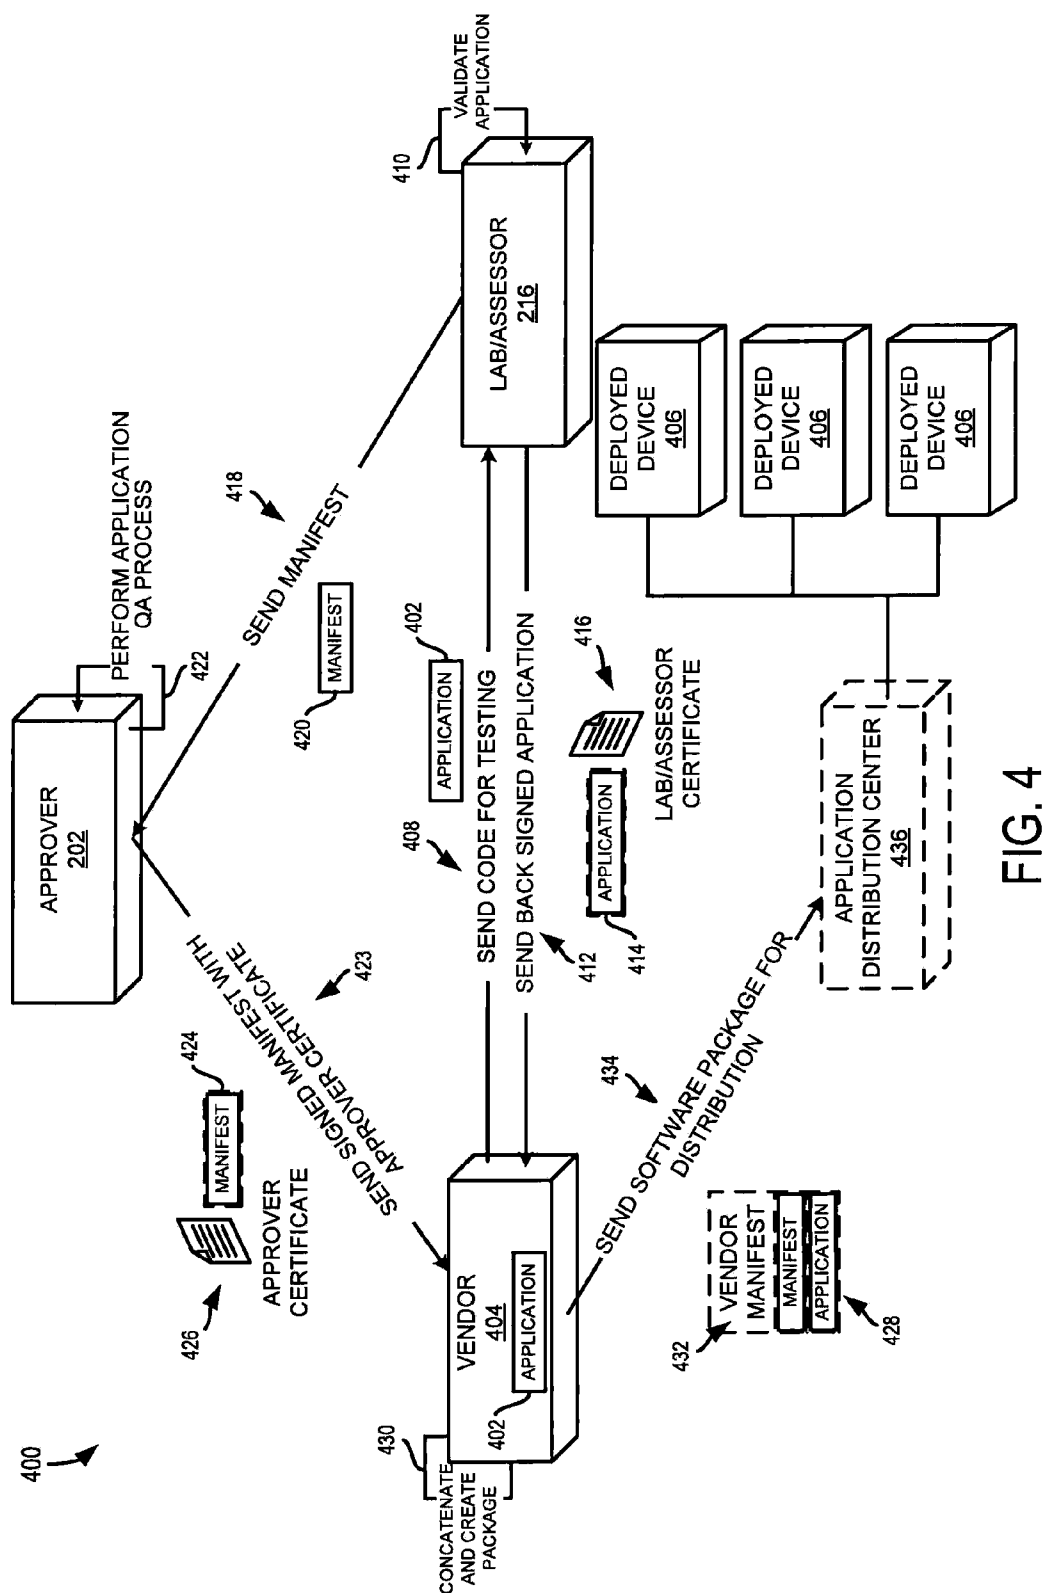 400
APPROVER
202
PERFORM APPLICATION
QA PROCESS
422
424
MANIFEST
426
APPROVER
CERTIFICATE
SEND SIGNED MANIFEST WITH
APPROVER CERTIFICATE
423
SEND MANIFEST
418
MANIFEST
420
430
CONCATENATE
AND CREATE
PACKAGE
VENDOR
404
APPLICATION
402
408
APPLICATION
402
SEND CODE FOR TESTING
SEND BACK SIGNED APPLICATION
412
APPLICATION
414
416
LAB/ASSESSOR
CERTIFICATE
410
VALIDATE
APPLICATION
LAB/ASSESSOR
216
434
SEND SOFTWARE PACKAGE FOR
DISTRIBUTION
432
VENDOR
MANIFEST
MANIFEST
APPLICATION
428
APPLICATION
DISTRIBUTION CENTER
436
DEPLOYED
DEVICE
406
DEPLOYED
DEVICE
406
DEPLOYED
DEVICE
406
FIG. 4